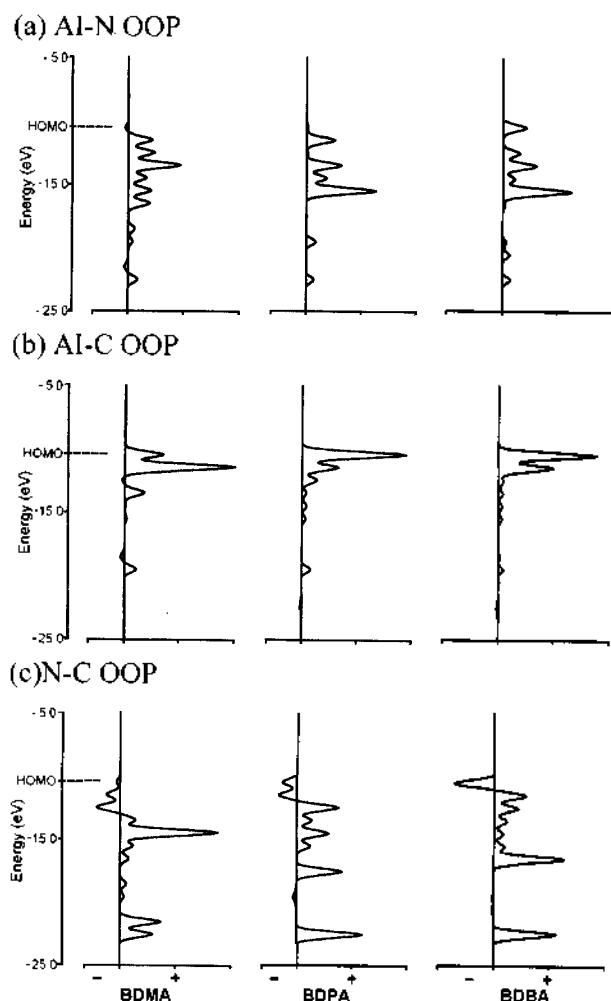 (a) Al-N OOP
-5.0
HOMO
-15.0
Energy (eV)
-25.0
(b) Al-C OOP
-5.0
HOMO
-15.0
Energy (eV)
-25.0
(c)N-C OOP
-5.0
HOMO
-15.0
Energy (eV)
-25.0
- + - + - +
BDMA BDPA BDBA